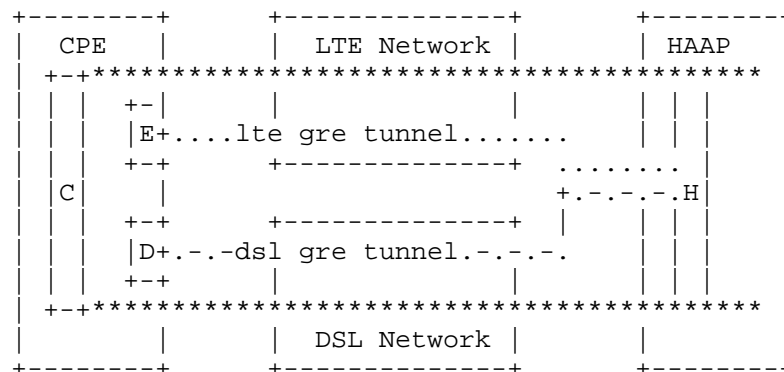 CPE LTE Network HAAP
E lte gre tunnel
C H
D dsl gre tunnel
DSL Network